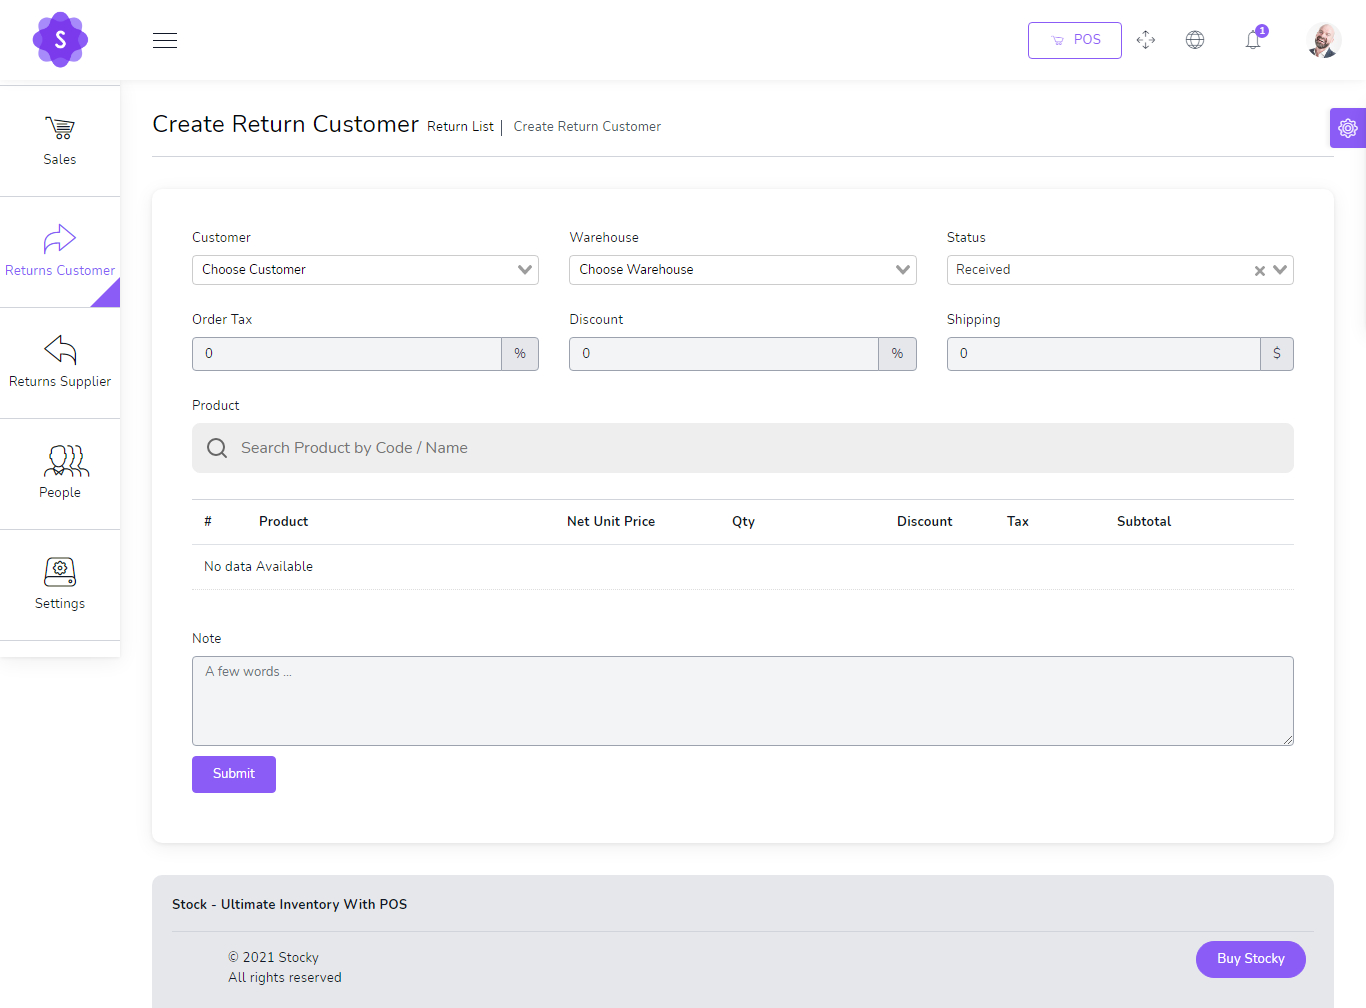 S
POS
1
Sales
Returns Customer
Returns Supplier
People
Settings
Create Return Customer Return List | Create Return Customer
Customer Warehouse Status
Choose Customer Choose Warehouse Received
Order Tax Discount Shipping
0 % 0 % 0 $
Product
Search Product by Code / Name
# Product Net Unit Price Qty Discount Tax Subtotal
No data Available
Note
A few words ...
Submit
Stock - Ultimate Inventory With POS
© 2021 Stocky
All rights reserved
Buy Stocky